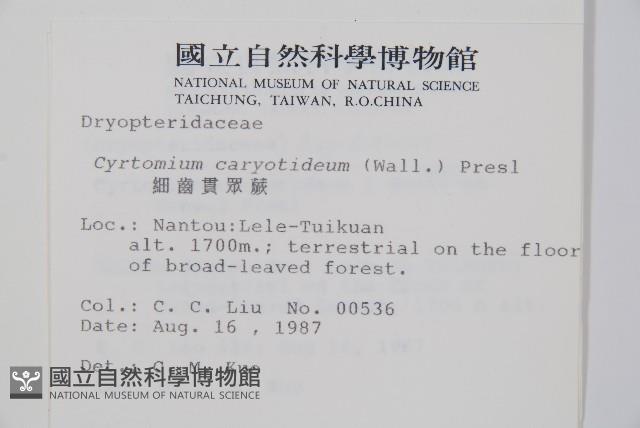 國立自然科學博物館
NATIONAL MUSEUM OF NATURAL SCIENCE
TAICHUNG, TAIWAN, R.O.CHINA
Dryopteridaceae
Cyrtomium caryotideum (Wall.) Presl
細齒貫眾蕨
Loc.: Nantou:Lele-Tuikuan
alt. 1700m.; terrestrial on the floor
of broad-leaved forest.
Col.: C. C. Liu No. 00536
Date: Aug. 16 , 1987
Det.: C. M. Kuo
國立自然科學博物館
NATIONAL MUSEUM OF NATURAL SCIENCE